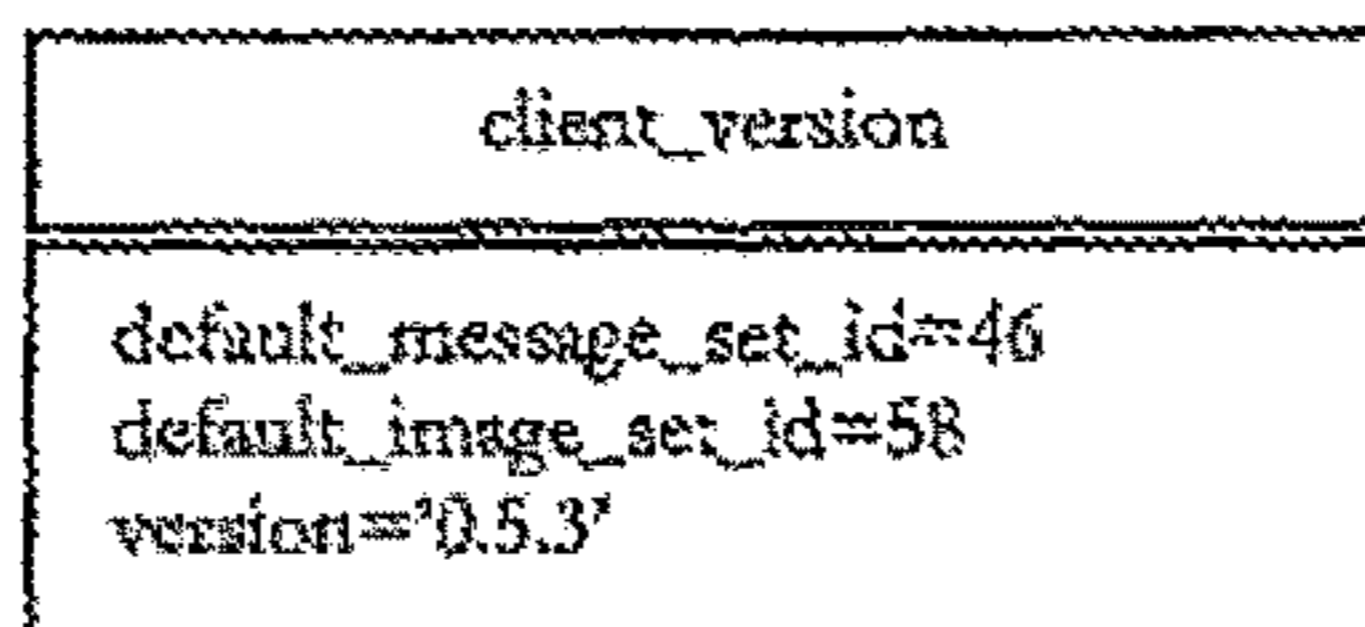 client_version
default_message_set_id=46
default_image_set_id=58
version='0.5.3'